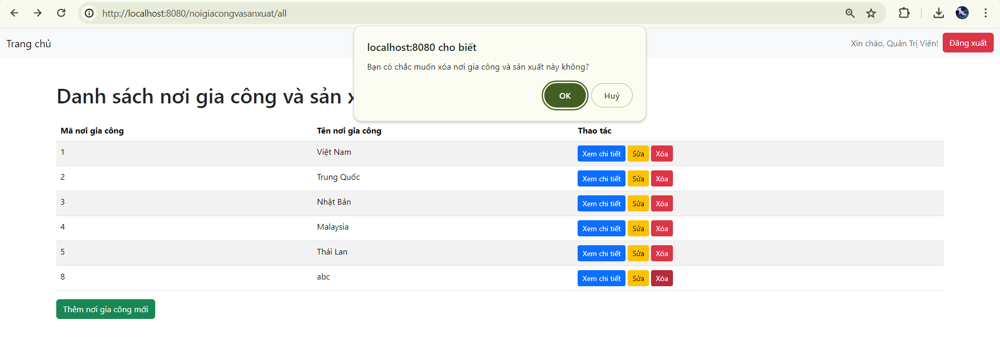 http://localhost:8080/noigiacongvasanxuat/all
Trang chủ
Xin chào, Quản Trị Viên! Đăng xuất
localhost:8080 cho biết
Bạn có chắc muốn xóa nơi gia công và sản xuất này không?
OK Huỷ
Danh sách nơi gia công và sản x
Mã nơi gia công Tên nơi gia công Thao tác
1 Việt Nam Xem chi tiết Sửa Xóa
2 Trung Quốc Xem chi tiết Sửa Xóa
3 Nhật Bản Xem chi tiết Sửa Xóa
4 Malaysia Xem chi tiết Sửa Xóa
5 Thái Lan Xem chi tiết Sửa Xóa
8 abc Xem chi tiết Sửa Xóa
Thêm nơi gia công mới